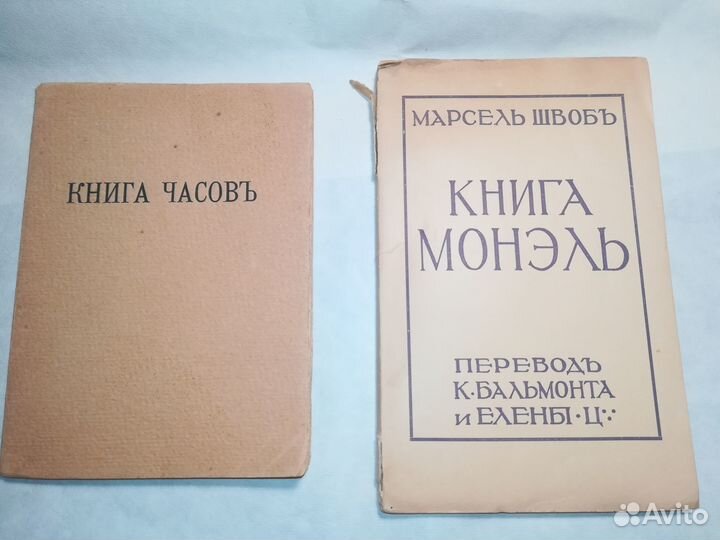 КНИГА ЧАСОВЪ
МАРСЕЛЬ ШВОБЪ
КНИГА
МОНЭЛЬ
ПЕРЕВОДЪ
К·БАЛЬМОНТА
и ЕЛЕНЫ·Ц∵
Avito